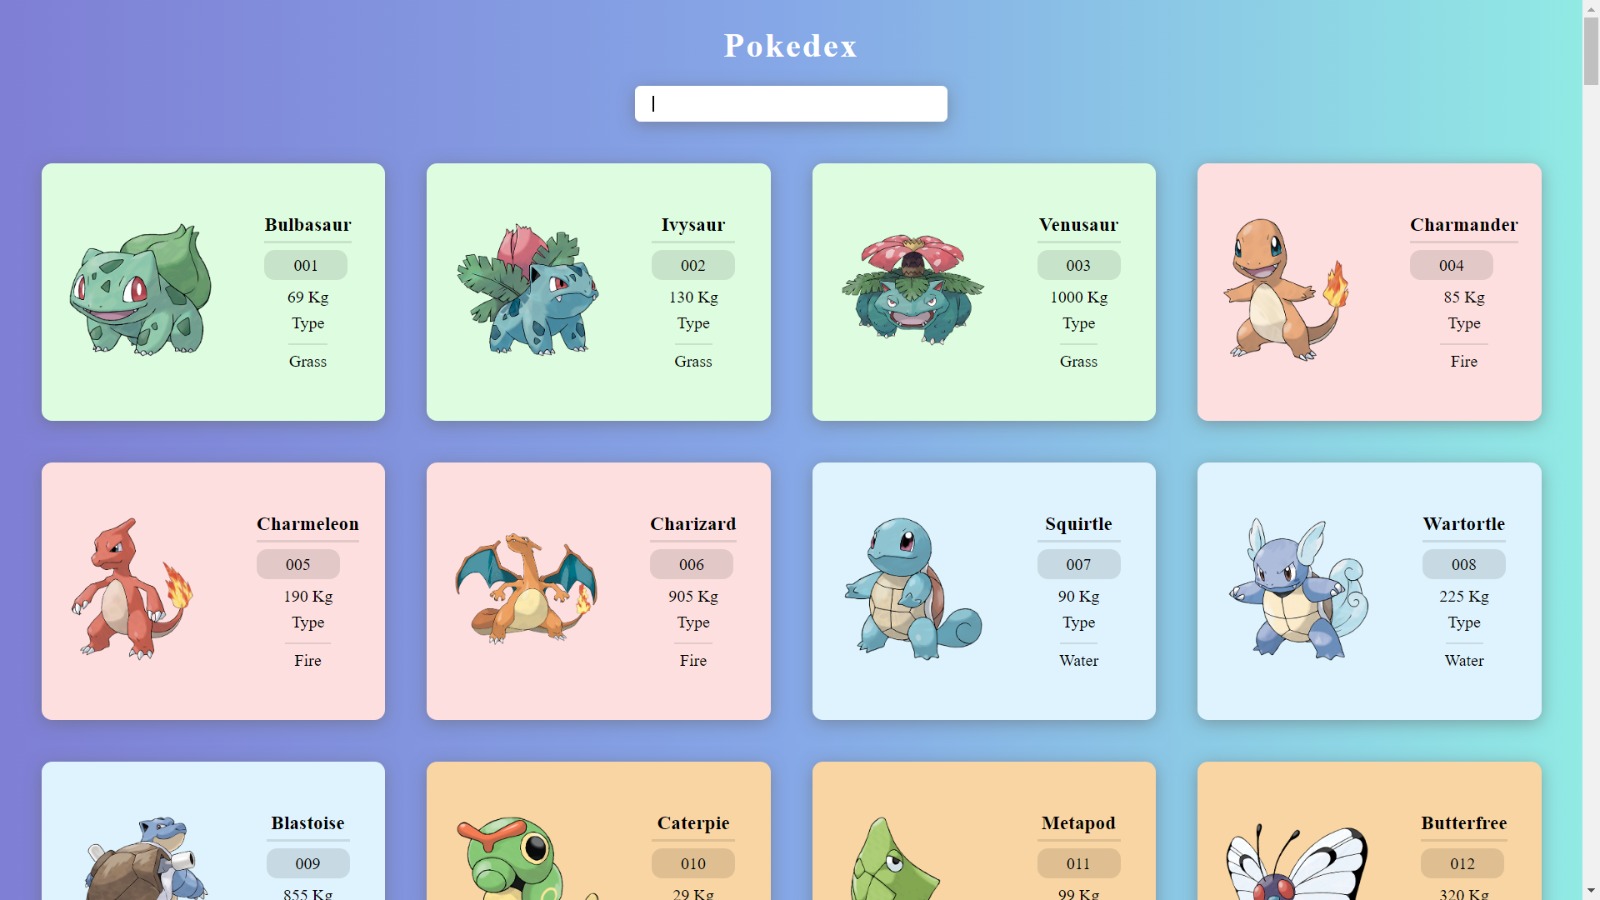 Pokedex
Bulbasaur
001
69 Kg
Type
Grass
Ivysaur
002
130 Kg
Type
Grass
Venusaur
003
1000 Kg
Type
Grass
Charmander
004
85 Kg
Type
Fire
Charmeleon
005
190 Kg
Type
Fire
Charizard
006
905 Kg
Type
Fire
Squirtle
007
90 Kg
Type
Water
Wartortle
008
225 Kg
Type
Water
Blastoise
009
855 Kg
Caterpie
010
29 Kg
Metapod
011
99 Kg
Butterfree
012
320 Kg